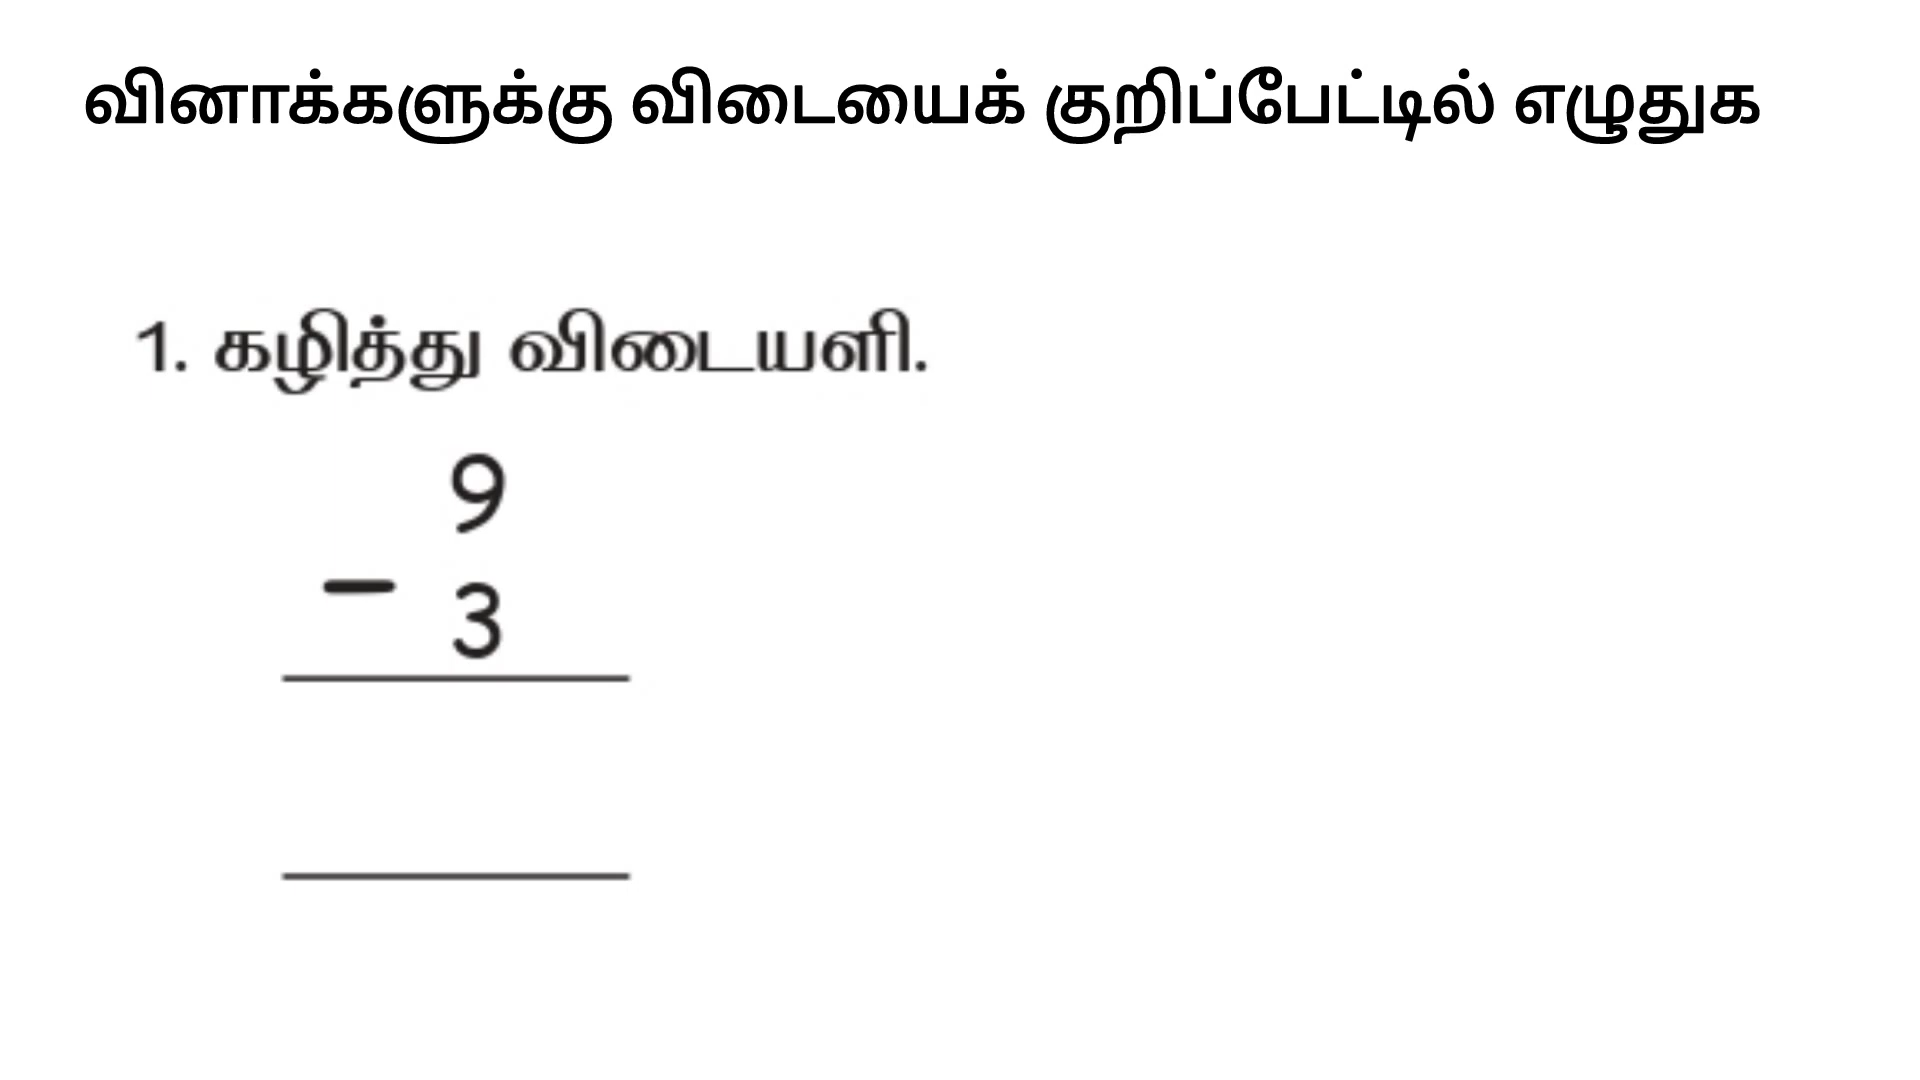 வினாக்களுக்கு விடையைக் குறிப்பேட்டில் எழுதுக
1. கழித்து விடையளி.
9
− 3